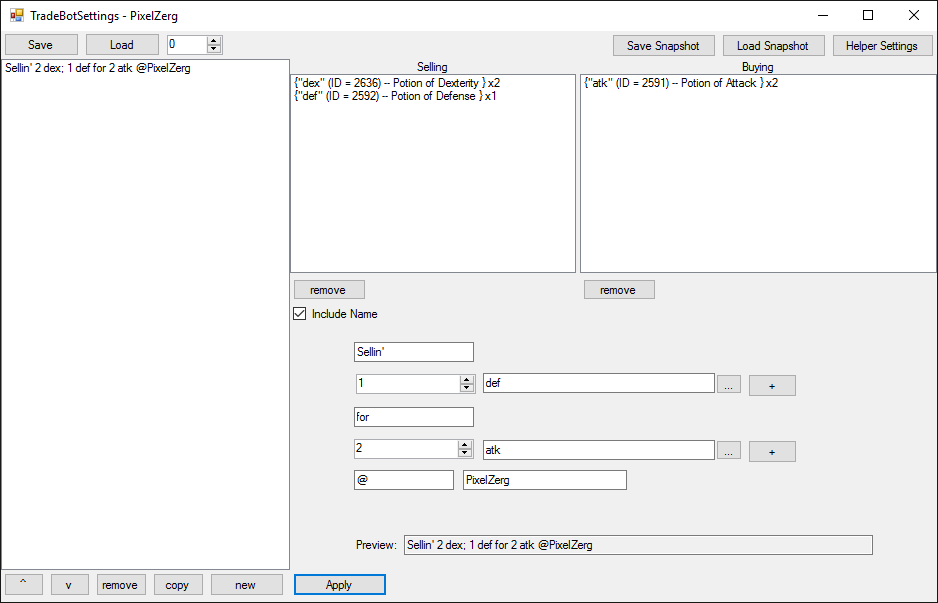 TradeBotSettings - PixelZerg
Save Load 0 Save Snapshot Load Snapshot Helper Settings
Sellin' 2 dex; 1 def for 2 atk @PixelZerg
Selling
{"dex" (ID = 2636) -- Potion of Dexterity } x2
{"def" (ID = 2592) -- Potion of Defense } x1
remove
Buying
{"atk" (ID = 2591) -- Potion of Attack } x2
remove
Include Name
Sellin'
1 def ... +
for
2 atk ... +
@ PixelZerg
Preview: Sellin' 2 dex; 1 def for 2 atk @PixelZerg
^ v remove copy new Apply